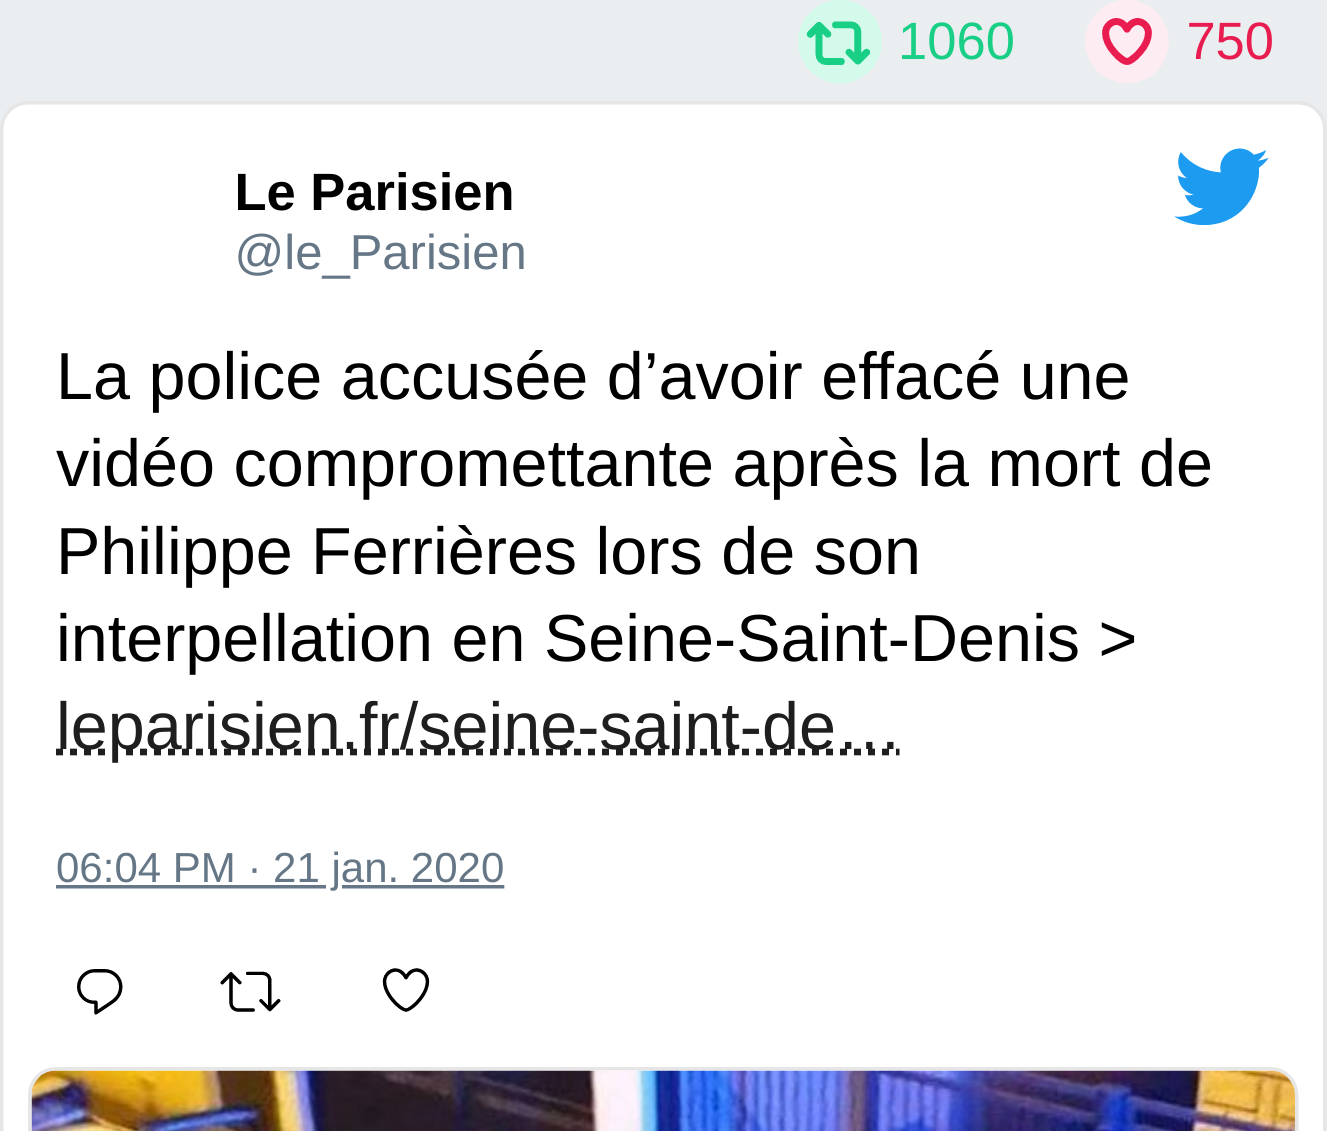 1060 750
Le Parisien
@le_Parisien
La police accusée d’avoir effacé une
vidéo compromettante après la mort de
Philippe Ferrières lors de son
interpellation en Seine-Saint-Denis >
leparisien.fr/seine-saint-de…
06:04 PM · 21 jan. 2020